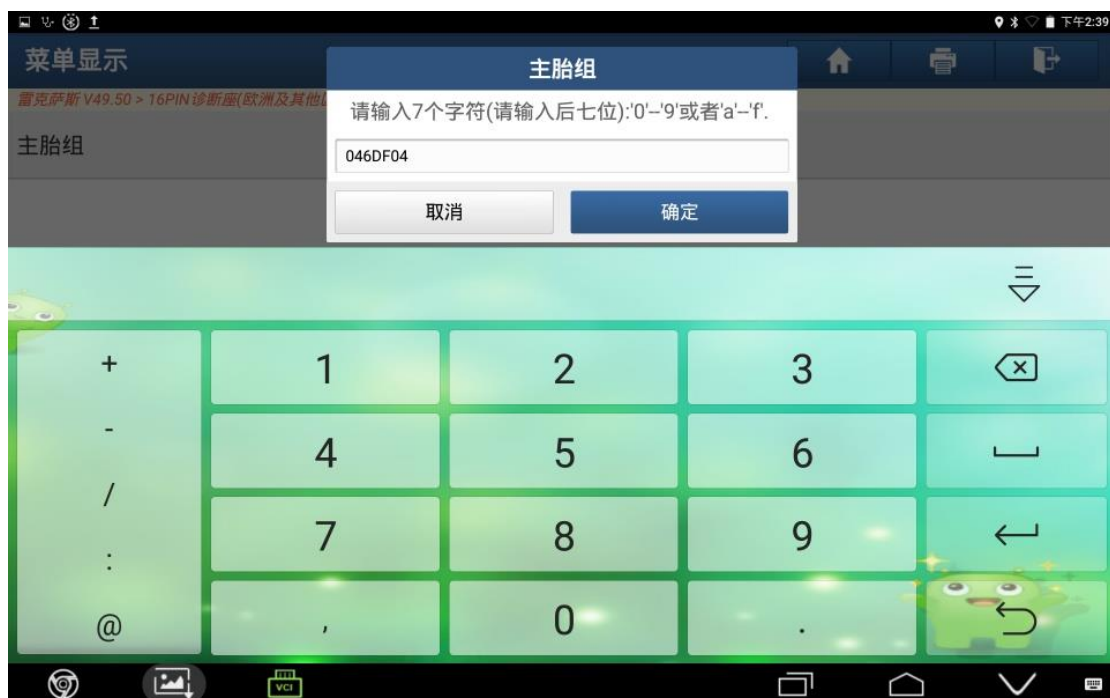 下午2:39
菜单显示
主胎组
雷克萨斯 V49.50 > 16PIN诊断座(欧洲及其他
请输入7个字符(请输入后七位):'0'--'9'或者'a'--'f'.
主胎组
046DF04
取消 确定
+ 1 2 3
- 4 5 6
/ 7 8 9
:
@ , 0 .
VCI